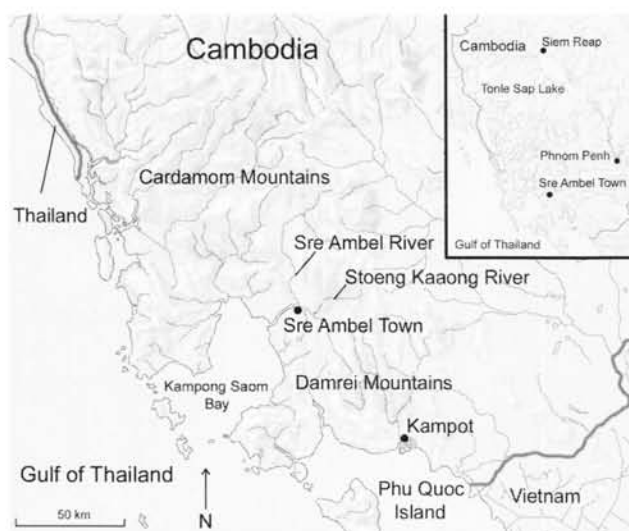 Cambodia
Thailand
Cardamom Mountains
Sre Ambel River
Stoeng Kaaong River
Sre Ambel Town
Kampong Saom
Bay
Damrei Mountains
Kampot
Gulf of Thailand
50 km
N
Phu Quoc
Island
Vietnam
Cambodia
Siem Reap
Tonle Sap Lake
Phnom Penh
Sre Ambel Town
Gulf of Thailand